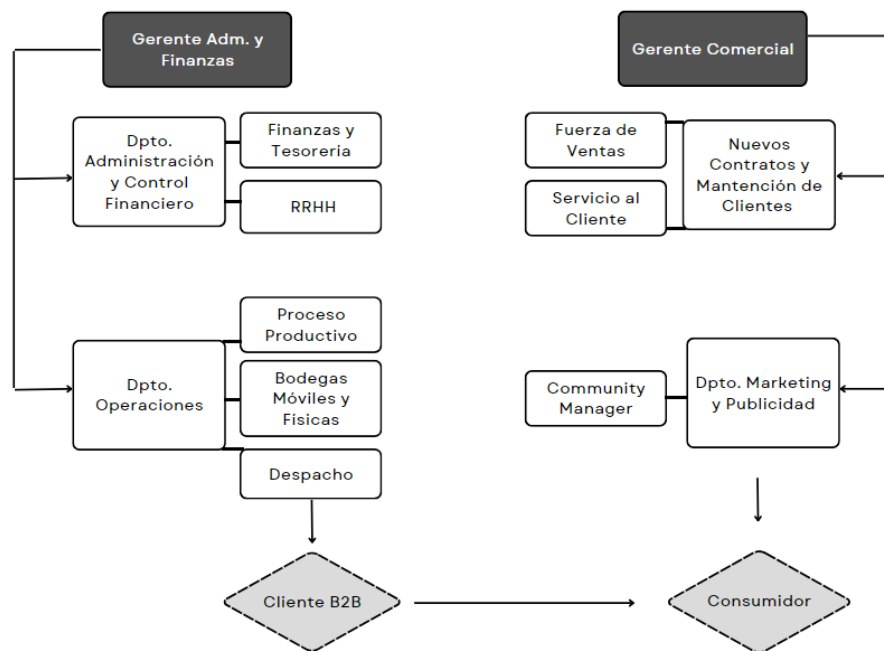 Gerente Adm. y
Finanzas
Gerente Comercial
Dpto.
Administración
y Control
Financiero
Finanzas y
Tesoreria
RRHH
Fuerza de
Ventas
Servicio al
Cliente
Nuevos
Contratos y
Mantención de
Clientes
Dpto.
Operaciones
Proceso
Productivo
Bodegas
Móviles y
Físicas
Despacho
Community
Manager
Dpto. Marketing
y Publicidad
Cliente B2B
Consumidor